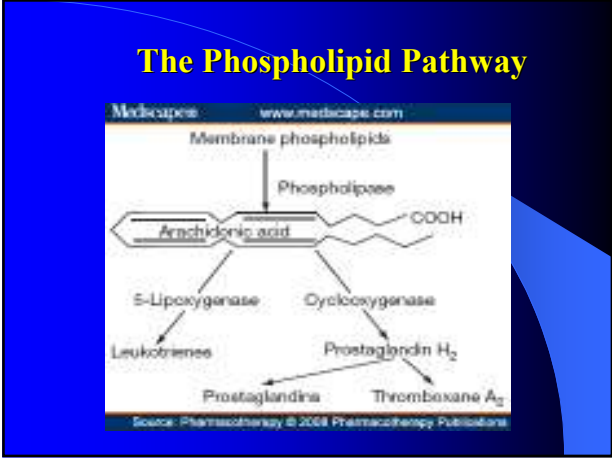 The Phospholipid Pathway
Medscape® www.medscape.com
Membrane phospholipids
Phospholipase
COOH
Arachidonic acid
5-Lipoxygenase Cyclooxygenase
Leukotrienes Prostaglandin H₂
Prostaglandins Thromboxane A₂
Source: Pharmacotherapy © 2008 Pharmacotherapy Publications